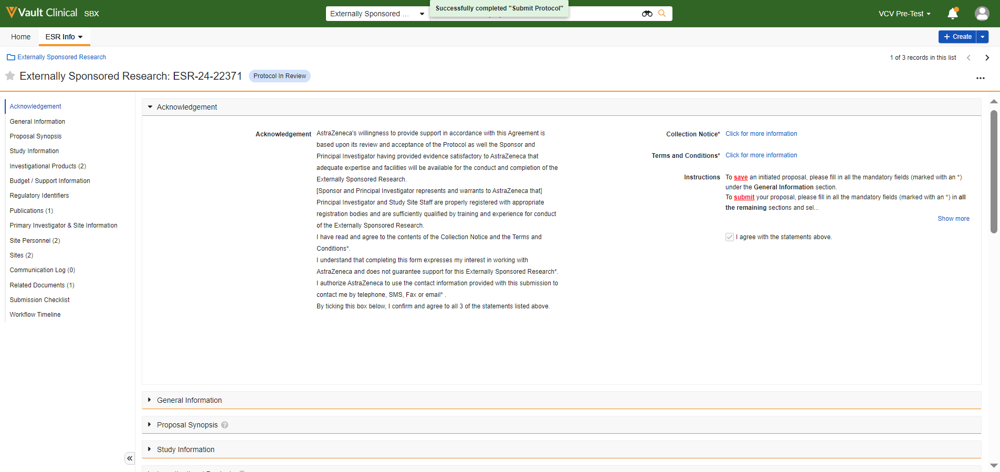 Vault Clinical SBX
Externally Sponsored ...
Successfully completed "Submit Protocol"
VCV Pre-Test
Home
ESR Info
Create
Externally Sponsored Research
1 of 3 records in this list
Externally Sponsored Research: ESR-24-22371
Protocol In Review
Acknowledgement
General Information
Proposal Synopsis
Study Information
Investigational Products (2)
Budget / Support Information
Regulatory Identifiers
Publications (1)
Primary Investigator & Site Information
Site Personnel (2)
Sites (2)
Communication Log (0)
Related Documents (1)
Submission Checklist
Workflow Timeline
Acknowledgement
Acknowledgement
AstraZeneca's willingness to provide support in accordance with this Agreement is
based upon its review and acceptance of the Protocol as well the Sponsor and
Principal Investigator having provided evidence satisfactory to AstraZeneca that
adequate expertise and facilities will be available for the conduct and completion of the
Externally Sponsored Research.
[Sponsor and Principal Investigator represents and warrants to AstraZeneca that]
Principal Investigator and Study Site Staff are properly registered with appropriate
registration bodies and are sufficiently qualified by training and experience for conduct
of the Externally Sponsored Research.
I have read and agree to the contents of the Collection Notice and the Terms and
Conditions*.
I understand that completing this form expresses my interest in working with
AstraZeneca and does not guarantee support for this Externally Sponsored Research*.
I authorize AstraZeneca to use the contact information provided with this submission to
contact me by telephone, SMS, Fax or email* .
By ticking this box below, I confirm and agree to all 3 of the statements listed above.
Collection Notice* Click for more information
Terms and Conditions* Click for more information
Instructions To save an initiated proposal, please fill in all the mandatory fields (marked with an *)
under the General Information section.
To submit your proposal, please fill in all the mandatory fields (marked with an *) in all
the remaining sections and sel...
Show more
I agree with the statements above.
General Information
Proposal Synopsis
Study Information